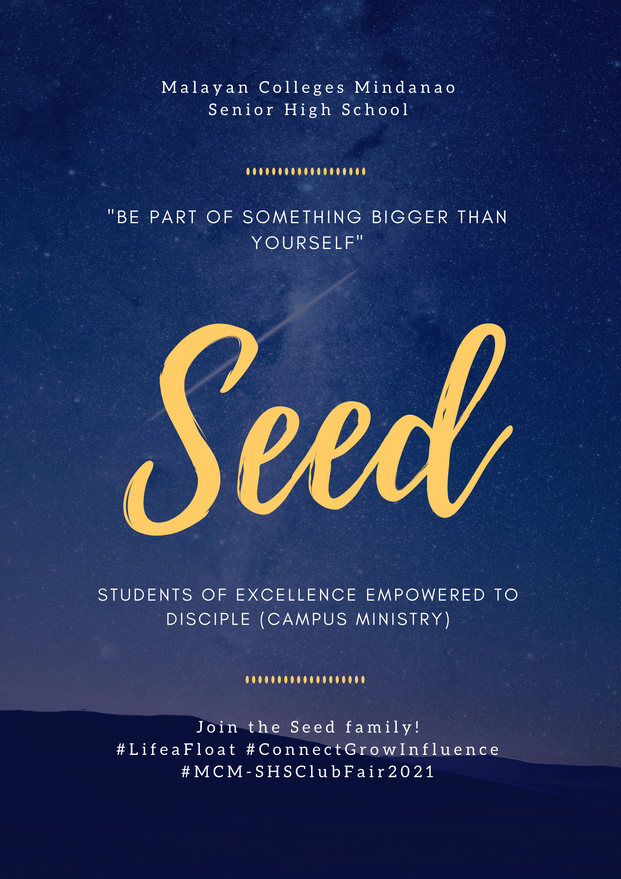 Malayan Colleges Mindanao
Senior High School
"BE PART OF SOMETHING BIGGER THAN
YOURSELF"
Seed
STUDENTS OF EXCELLENCE EMPOWERED TO
DISCIPLE (CAMPUS MINISTRY)
Join the Seed family!
#LifeaFloat #ConnectGrowInfluence
#MCM-SHSClubFair2021